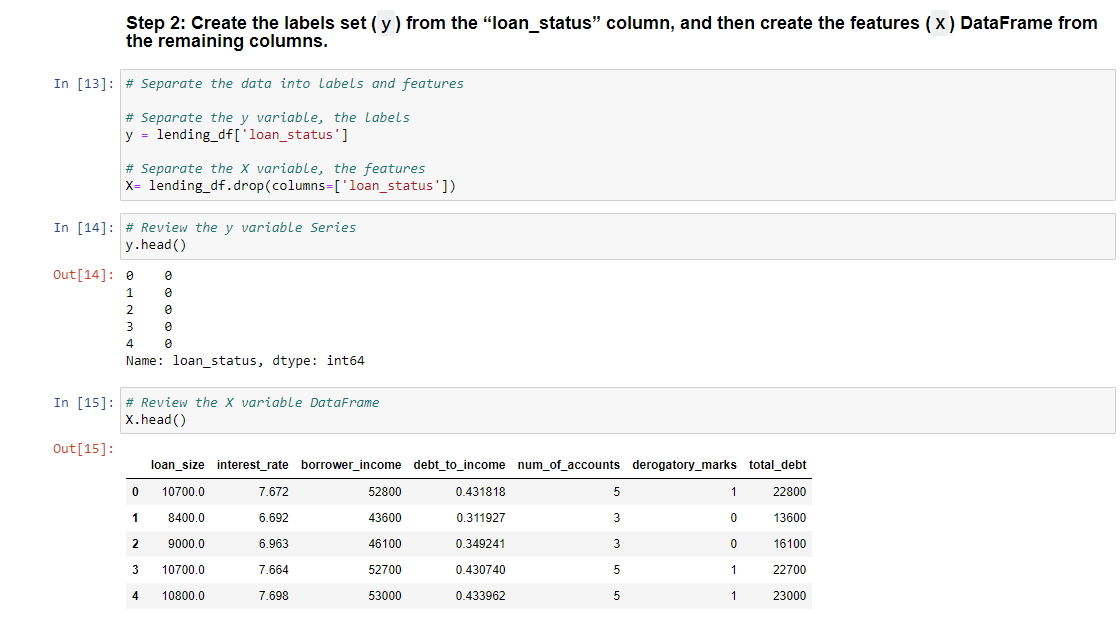 Step 2: Create the labels set ( y ) from the “loan_status” column, and then create the features ( X ) DataFrame from
the remaining columns.
In [13]: # Separate the data into labels and features
# Separate the y variable, the labels
y = lending_df['loan_status']
# Separate the X variable, the features
X= lending_df.drop(columns=['loan_status'])
In [14]: # Review the y variable Series
y.head()
Out[14]: 0 0
1 0
2 0
3 0
4 0
Name: loan_status, dtype: int64
In [15]: # Review the X variable DataFrame
X.head()
Out[15]:
loan_size interest_rate borrower_income debt_to_income num_of_accounts derogatory_marks total_debt
0 10700.0 7.672 52800 0.431818 5 1 22800
1 8400.0 6.692 43600 0.311927 3 0 13600
2 9000.0 6.963 46100 0.349241 3 0 16100
3 10700.0 7.664 52700 0.430740 5 1 22700
4 10800.0 7.698 53000 0.433962 5 1 23000